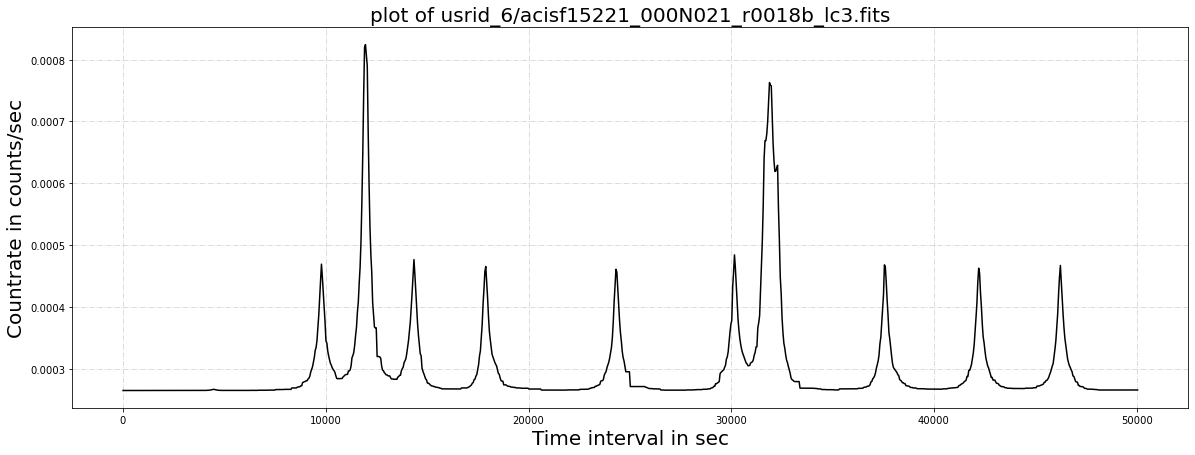 plot of usrid_6/acisf15221_000N021_r0018b_lc3.fits
Countrate in counts/sec
0.0008
0.0007
0.0006
0.0005
0.0004
0.0003
0 10000 20000 30000 40000 50000
Time interval in sec